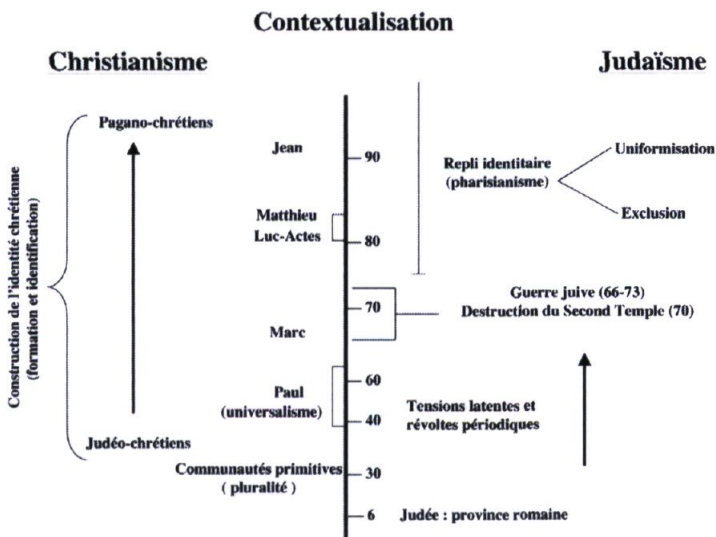 Contextualisation
Christianisme
Judaïsme
Construction de l'identité chrétienne
(formation et identification)
Pagano-chrétiens
Judéo-chrétiens
Jean
Matthieu
Luc-Actes
Marc
Paul
(universalisme)
Communautés primitives
( pluralité )
90
80
70
60
40
30
6
Repli identitaire
(pharisianisme)
Uniformisation
Exclusion
Guerre juive (66-73)
Destruction du Second Temple (70)
Tensions latentes et
révoltes périodiques
Judée : province romaine